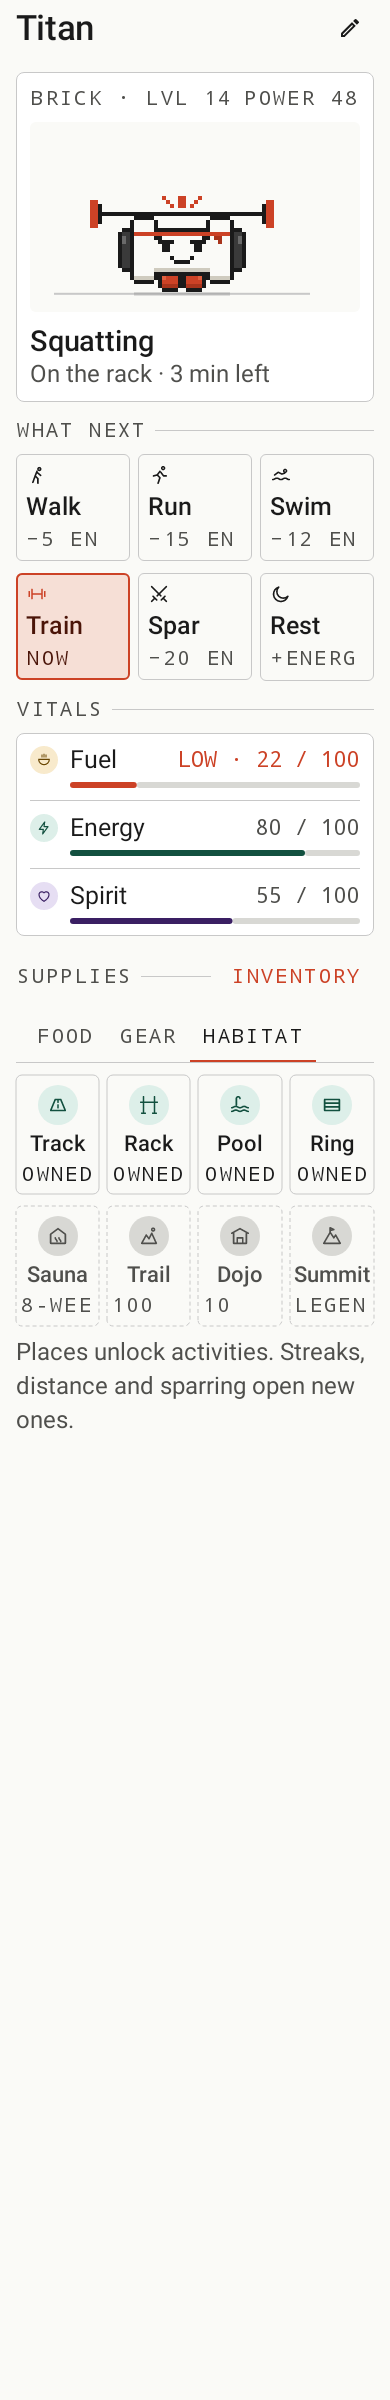 Titan
BRICK · LVL 14 POWER 48
Squatting
On the rack · 3 min left
WHAT NEXT
Walk Run Swim
−5 EN −15 EN −12 EN
Train Spar Rest
NOW −20 EN +ENERG
VITALS
Fuel LOW · 22 / 100
Energy 80 / 100
Spirit 55 / 100
SUPPLIES INVENTORY
FOOD GEAR HABITAT
Track Rack Pool Ring
OWNED OWNED OWNED OWNED
Sauna Trail Dojo Summit
8-WEE 100 10 LEGEN
Places unlock activities. Streaks,
distance and sparring open new
ones.